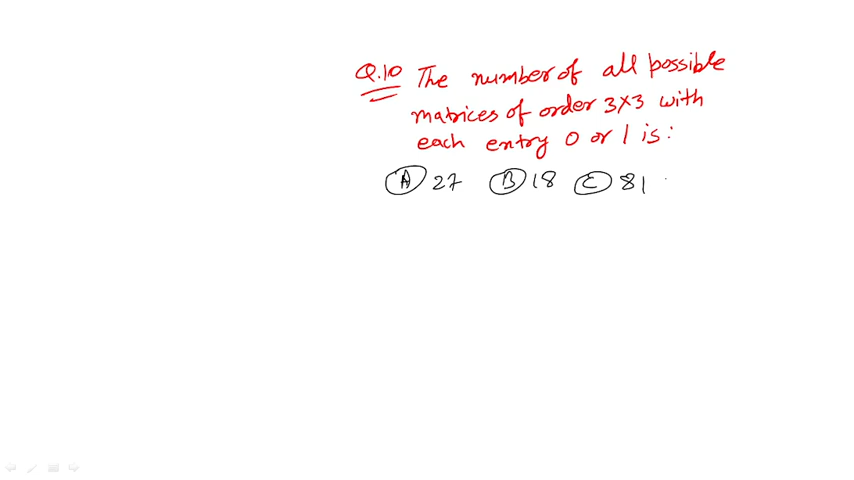 Q.10 The number of all possible
matrices of order 3×3 with
each entry 0 or 1 is:
(A) 27 (B) 18 (C) 81